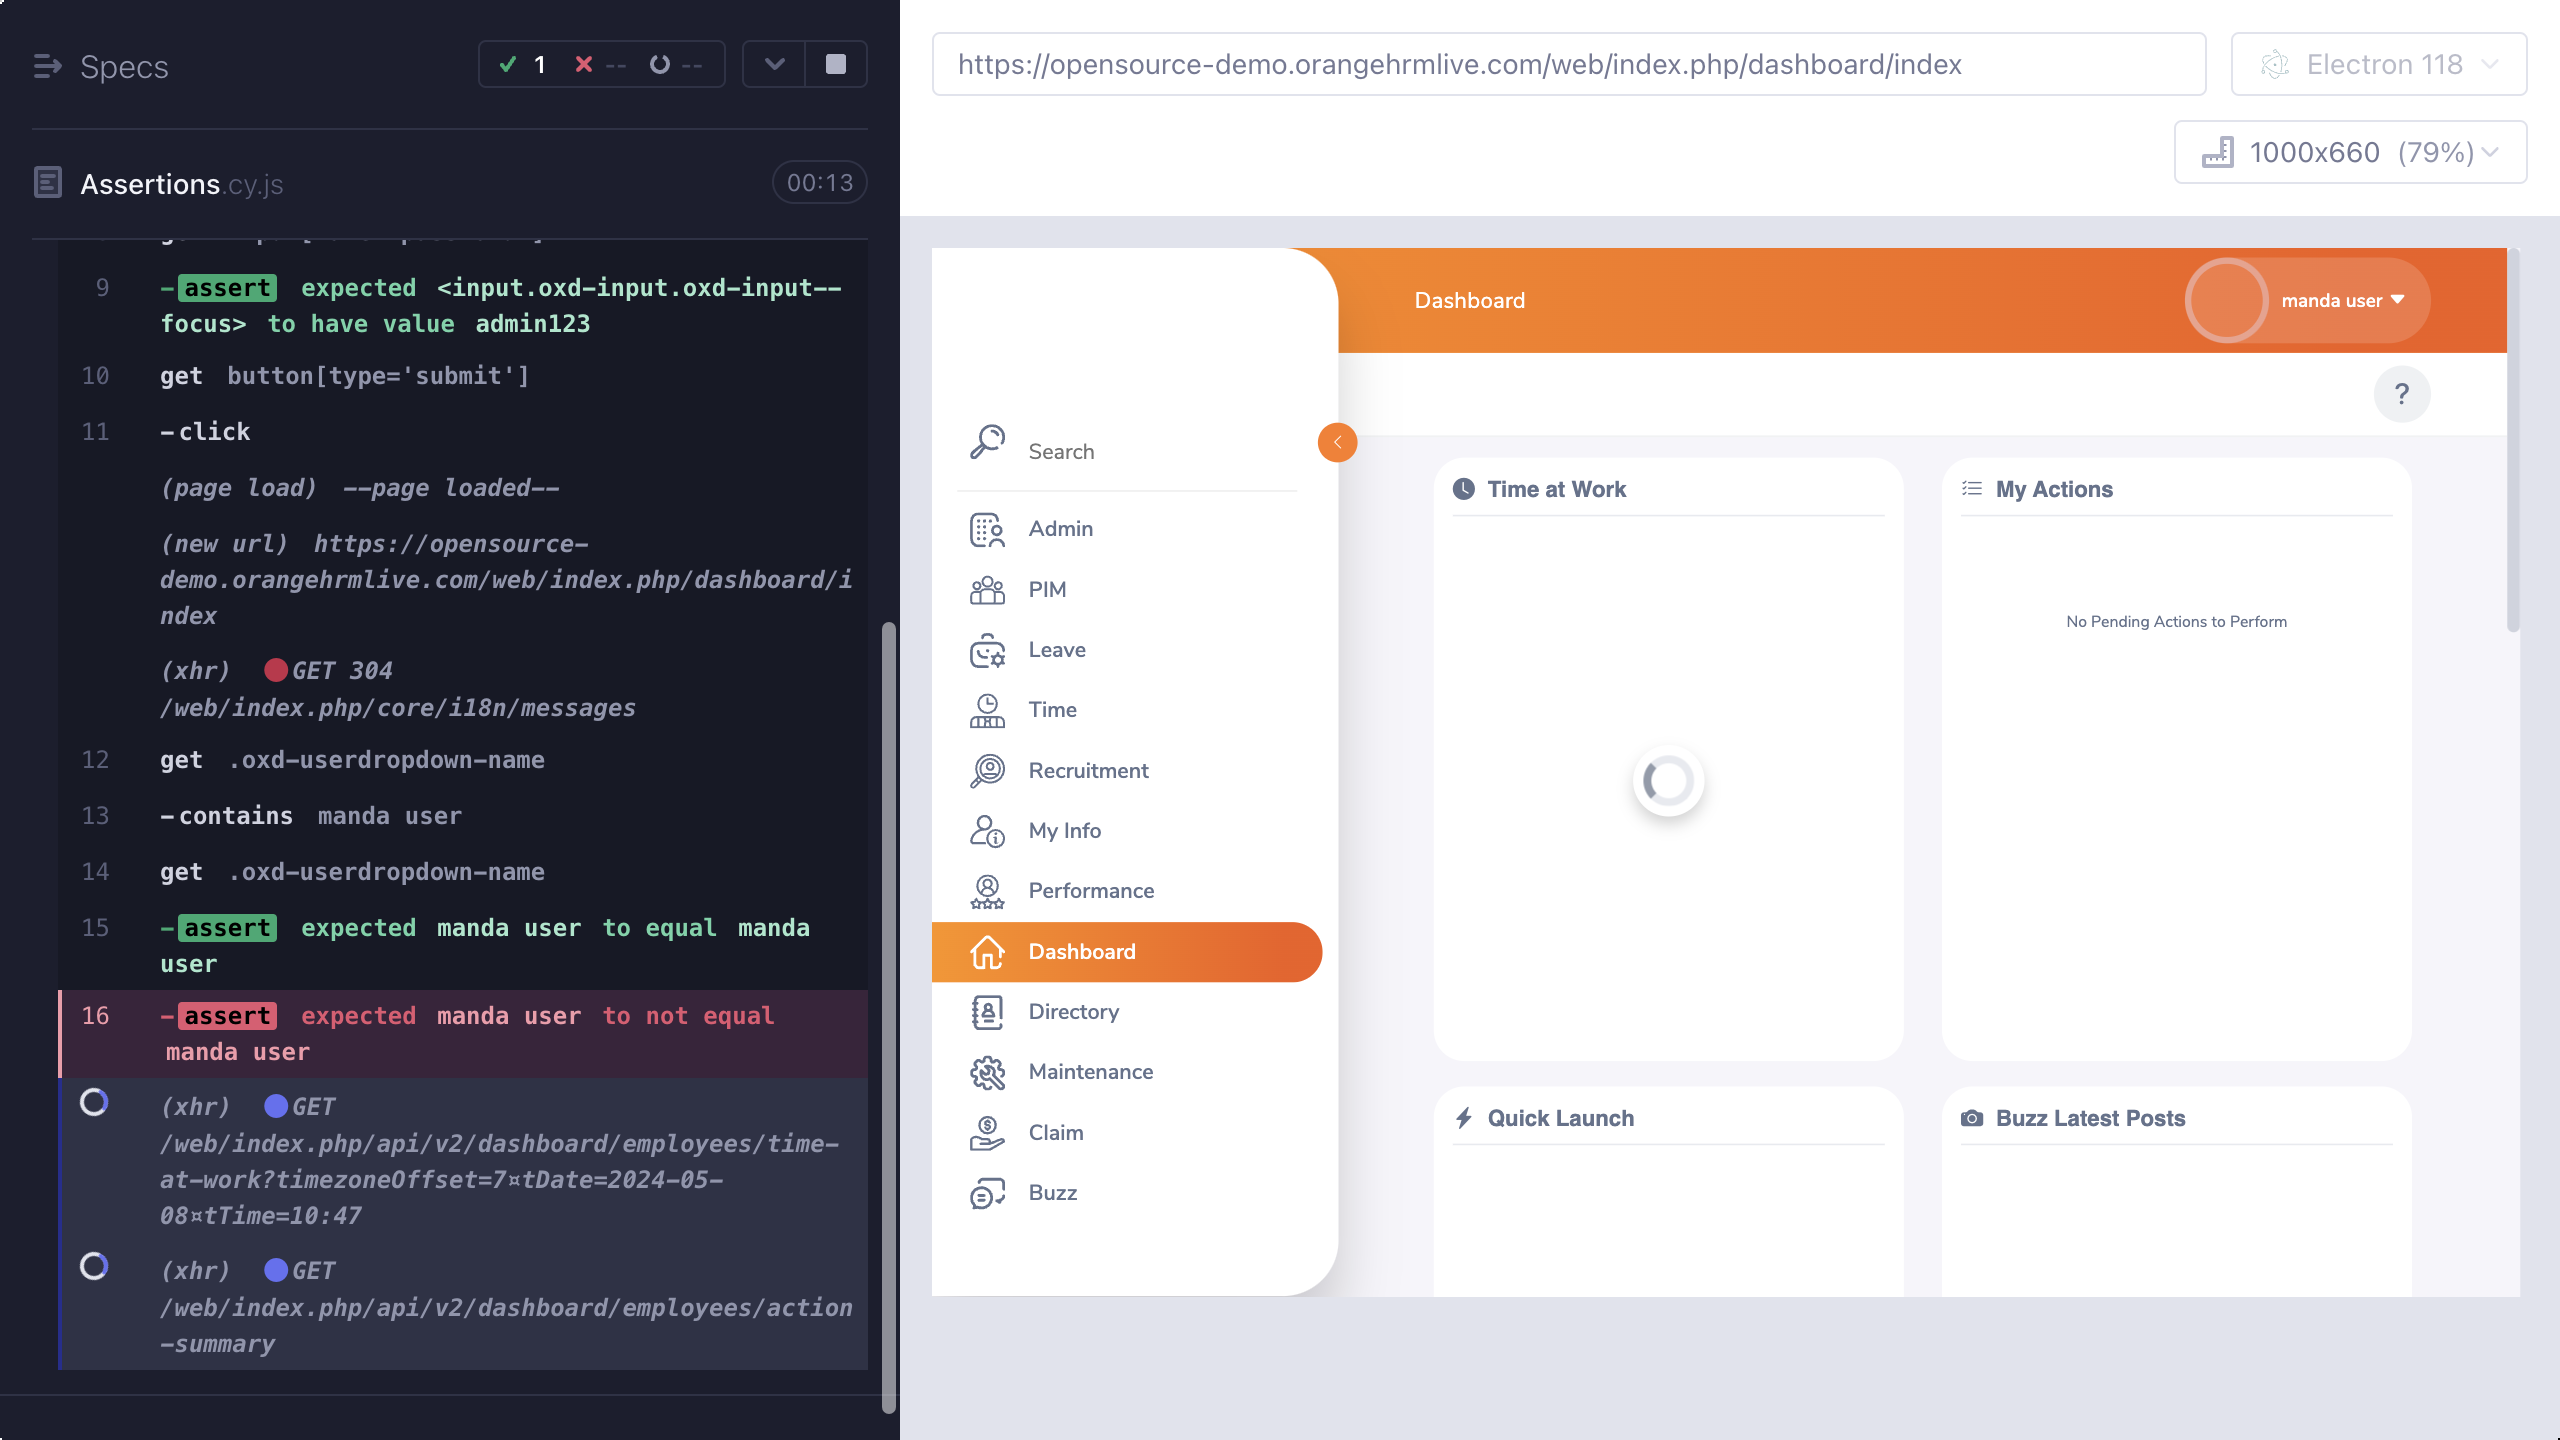 Specs
1
--
--
Assertions.cy.js
00:13
9
-assert expected <input.oxd-input.oxd-input--
focus> to have value admin123
10
get button[type='submit']
11
-click
(page load) --page loaded--
(new url) https://opensource-
demo.orangehrmlive.com/web/index.php/dashboard/i
ndex
(xhr) GET 304
/web/index.php/core/i18n/messages
12
get .oxd-userdropdown-name
13
-contains manda user
14
get .oxd-userdropdown-name
15
-assert expected manda user to equal manda
user
16
-assert expected manda user to not equal
manda user
(xhr) GET
/web/index.php/api/v2/dashboard/employees/time-
at-work?timezoneOffset=7¤tDate=2024-05-
08¤tTime=10:47
(xhr) GET
/web/index.php/api/v2/dashboard/employees/action
-summary
https://opensource-demo.orangehrmlive.com/web/index.php/dashboard/index
Electron 118
1000x660 (79%)
Dashboard
manda user
?
Search
Admin
PIM
Leave
Time
Recruitment
My Info
Performance
Dashboard
Directory
Maintenance
Claim
Buzz
Time at Work
My Actions
No Pending Actions to Perform
Quick Launch
Buzz Latest Posts